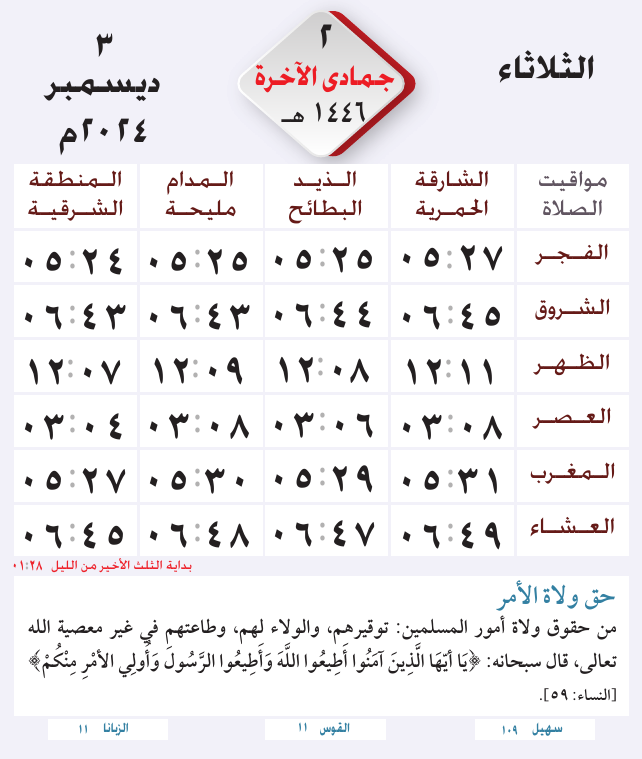 الثلاثاء
٢
جمادى الآخرة
١٤٤٦ هـ
٣
ديسمبر
٢٠٢٤م
مواقيت الصلاة | الشارقة الحمرية | الذيد البطائح | المدام مليحة | المنطقة الشرقية
الفجر ٠٥:٢٧ ٠٥:٢٥ ٠٥:٢٥ ٠٥:٢٤
الشروق ٠٦:٤٥ ٠٦:٤٤ ٠٦:٤٣ ٠٦:٤٣
الظهر ١٢:١١ ١٢:٠٨ ١٢:٠٩ ١٢:٠٧
العصر ٠٣:٠٨ ٠٣:٠٦ ٠٣:٠٨ ٠٣:٠٤
المغرب ٠٥:٣١ ٠٥:٢٩ ٠٥:٣٠ ٠٥:٢٧
العشاء ٠٦:٤٩ ٠٦:٤٧ ٠٦:٤٨ ٠٦:٤٥
بداية الثلث الأخير من الليل ٠١:٢٨
حق ولاة الأمر
من حقوق ولاة أمور المسلمين: توقيرهم، والولاء لهم، وطاعتهم في غير معصية الله
تعالى، قال سبحانه: ﴿يَا أَيُّهَا الَّذِينَ آمَنُوا أَطِيعُوا اللَّهَ وَأَطِيعُوا الرَّسُولَ وَأُولِي الأَمْرِ مِنْكُمْ﴾
[النساء: ٥٩].
سهيل ١٠٩
القوس ١١
الزبانا ١١